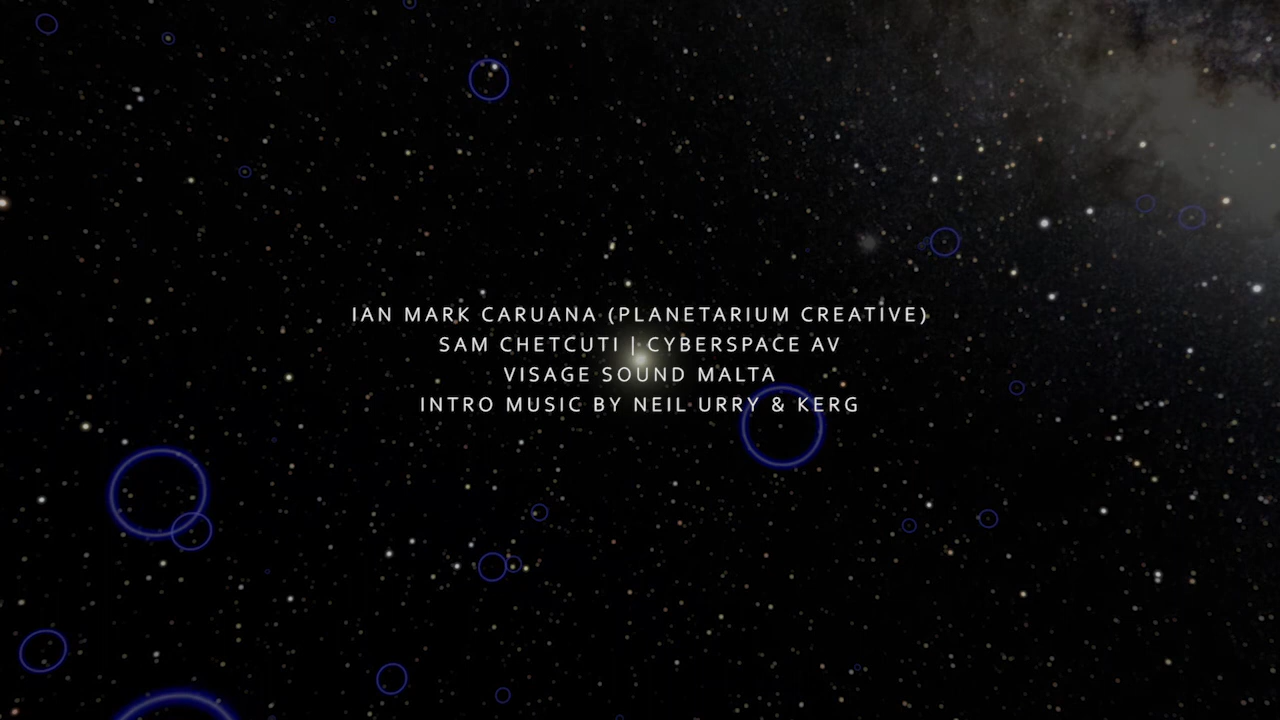 IAN MARK CARUANA (PLANETARIUM CREATIVE)
SAM CHETCUTI | CYBERSPACE AV
VISAGE SOUND MALTA
INTRO MUSIC BY NEIL URRY & KERG